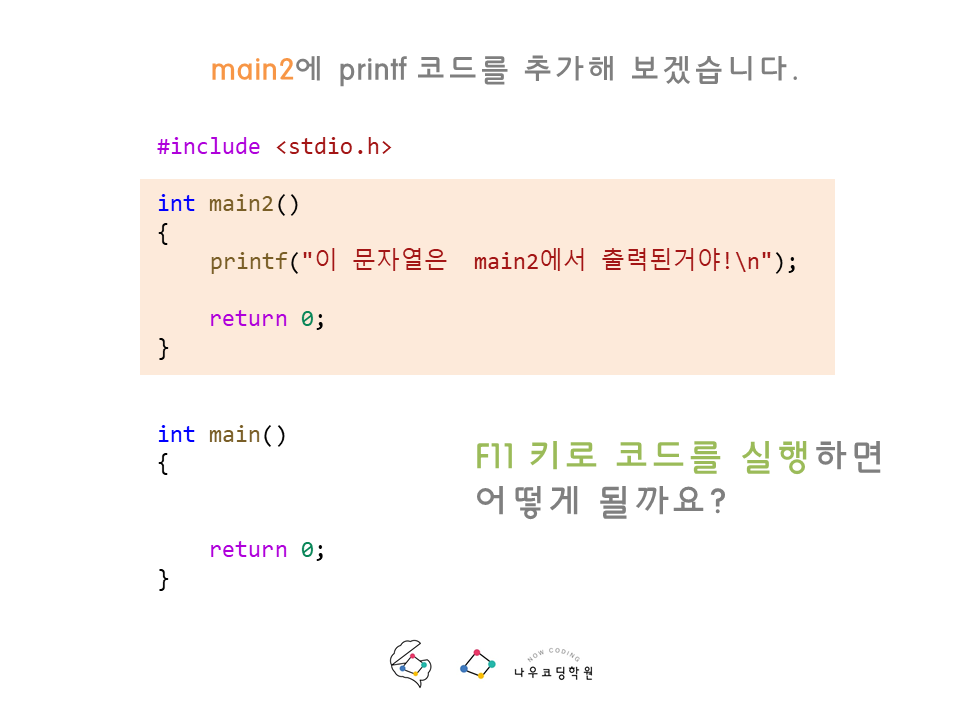 main2에 printf 코드를 추가해 보겠습니다.
#include <stdio.h>
int main2()
{
printf("이 문자열은 main2에서 출력된거야!\n");
return 0;
}
int main()
{
F11 키로 코드를 실행하면
어떻게 될까요?
return 0;
}
NOW CODING
나우코딩학원